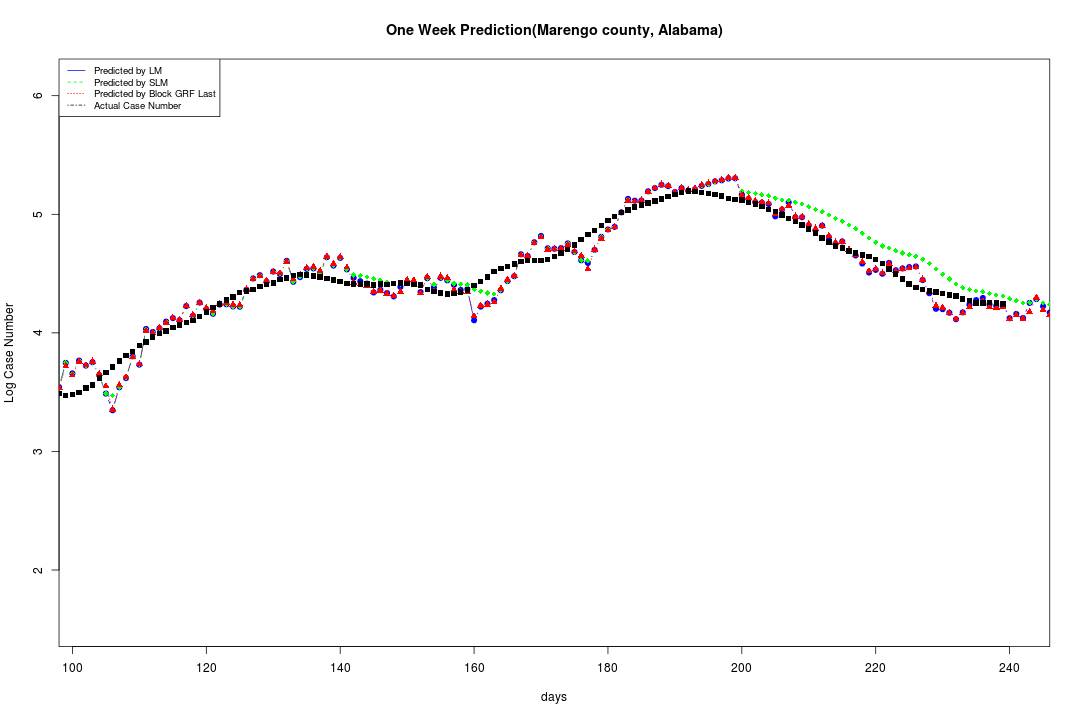 One Week Prediction(Marengo county, Alabama)
Predicted by LM
Predicted by SLM
Predicted by Block GRF Last
Actual Case Number
Log Case Number
6
5
4
3
2
100 120 140 160 180 200 220 240
days